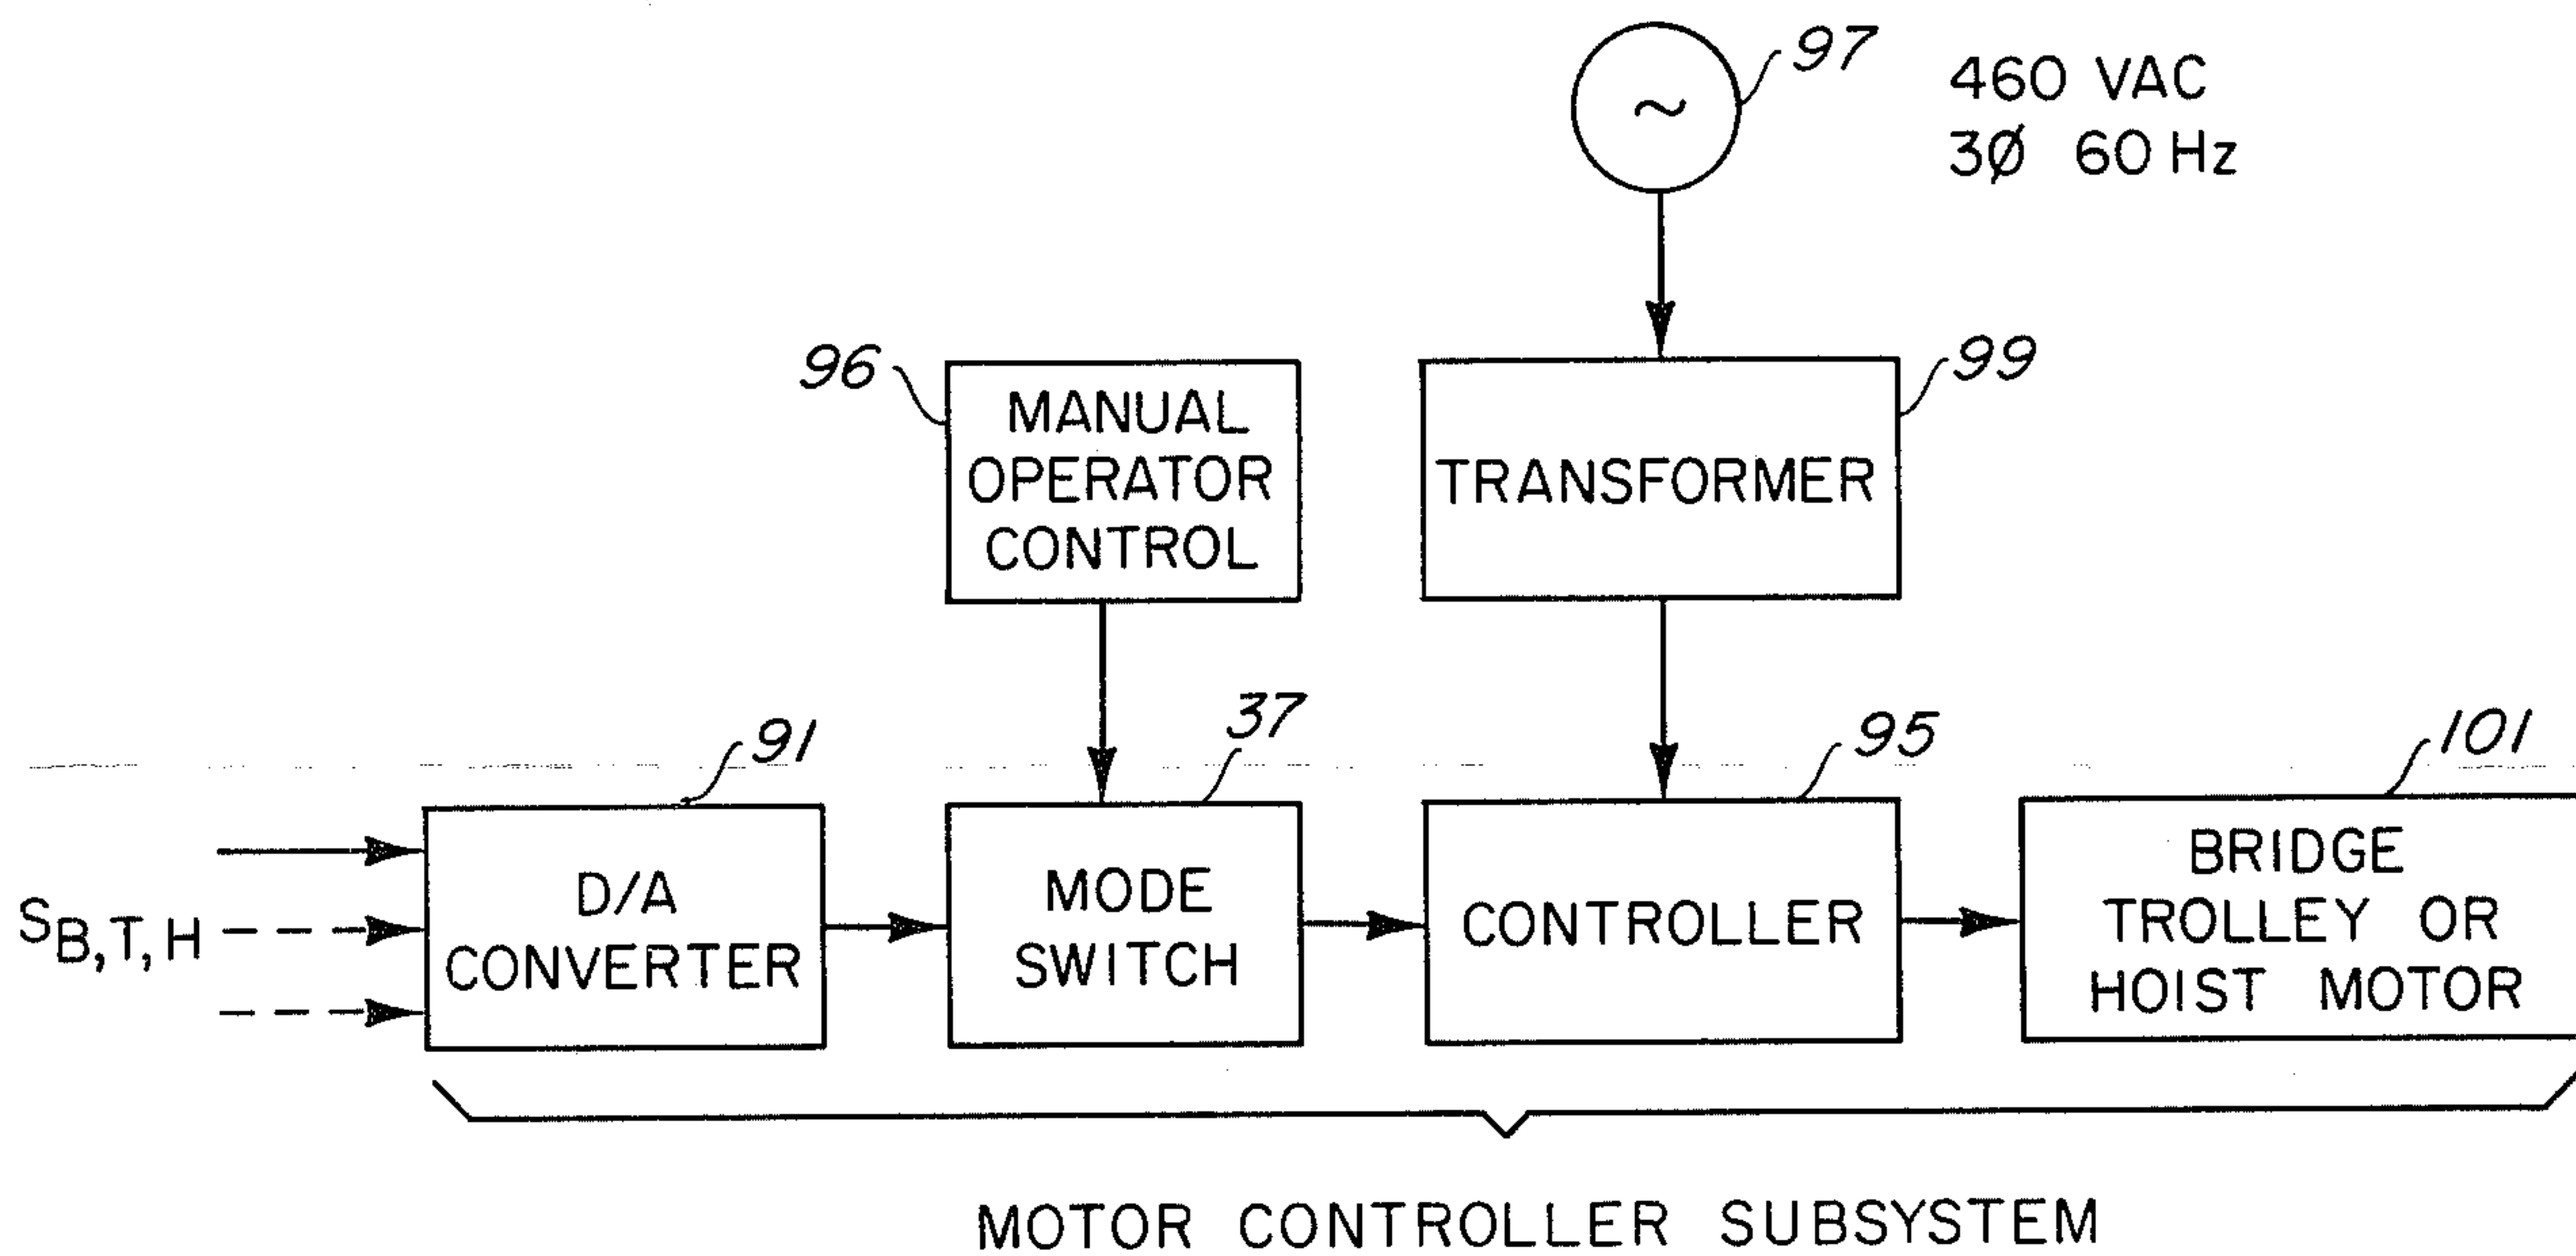 97
460 VAC
3Ø 60 Hz
96
MANUAL
OPERATOR
CONTROL
99
TRANSFORMER
91
37
95
101
S_B,T,H
D/A
CONVERTER
MODE
SWITCH
CONTROLLER
BRIDGE
TROLLEY OR
HOIST MOTOR
MOTOR CONTROLLER SUBSYSTEM